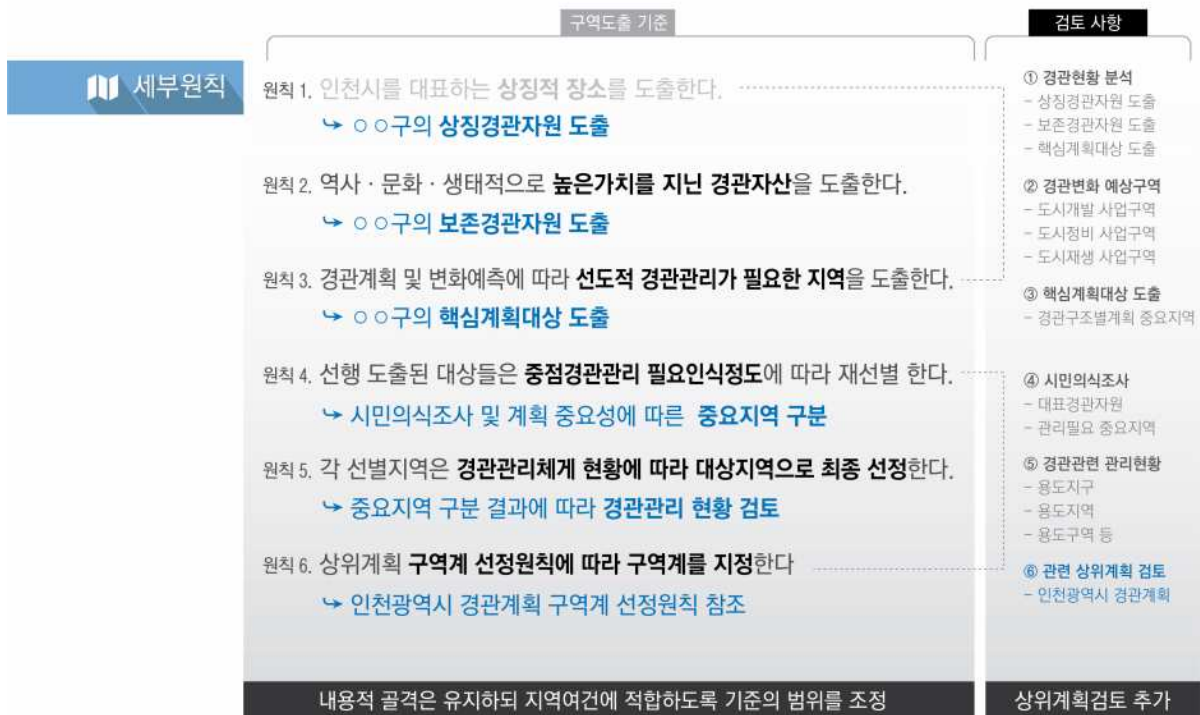 구역도출 기준
세부원칙
원칙 1. 인천시를 대표하는 상징적 장소를 도출한다.
↪ ○○구의 상징경관자원 도출
원칙 2. 역사 · 문화 · 생태적으로 높은가치를 지닌 경관자산을 도출한다.
↪ ○○구의 보존경관자원 도출
원칙 3. 경관계획 및 변화예측에 따라 선도적 경관관리가 필요한 지역을 도출한다.
↪ ○○구의 핵심계획대상 도출
원칙 4. 선행 도출된 대상들은 중점경관관리 필요인식정도에 따라 재선별 한다.
↪ 시민의식조사 및 계획 중요성에 따른 중요지역 구분
원칙 5. 각 선별지역은 경관관리체게 현황에 따라 대상지역으로 최종 선정한다.
↪ 중요지역 구분 결과에 따라 경관관리 현황 검토
원칙 6. 상위계획 구역계 선정원칙에 따라 구역계를 지정한다
↪ 인천광역시 경관계획 구역계 선정원칙 참조
내용적 골격은 유지하되 지역여건에 적합하도록 기준의 범위를 조정
검토 사항
① 경관현황 분석
- 상징경관자원 도출
- 보존경관자원 도출
- 핵심계획대상 도출
② 경관변화 예상구역
- 도시개발 사업구역
- 도시정비 사업구역
- 도시재생 사업구역
③ 핵심계획대상 도출
- 경관구조별계획 중요지역
④ 시민의식조사
- 대표경관자원
- 관리필요 중요지역
⑤ 경관관련 관리현황
- 용도지구
- 용도지역
- 용도구역 등
⑥ 관련 상위계획 검토
- 인천광역시 경관계획
상위계획검토 추가